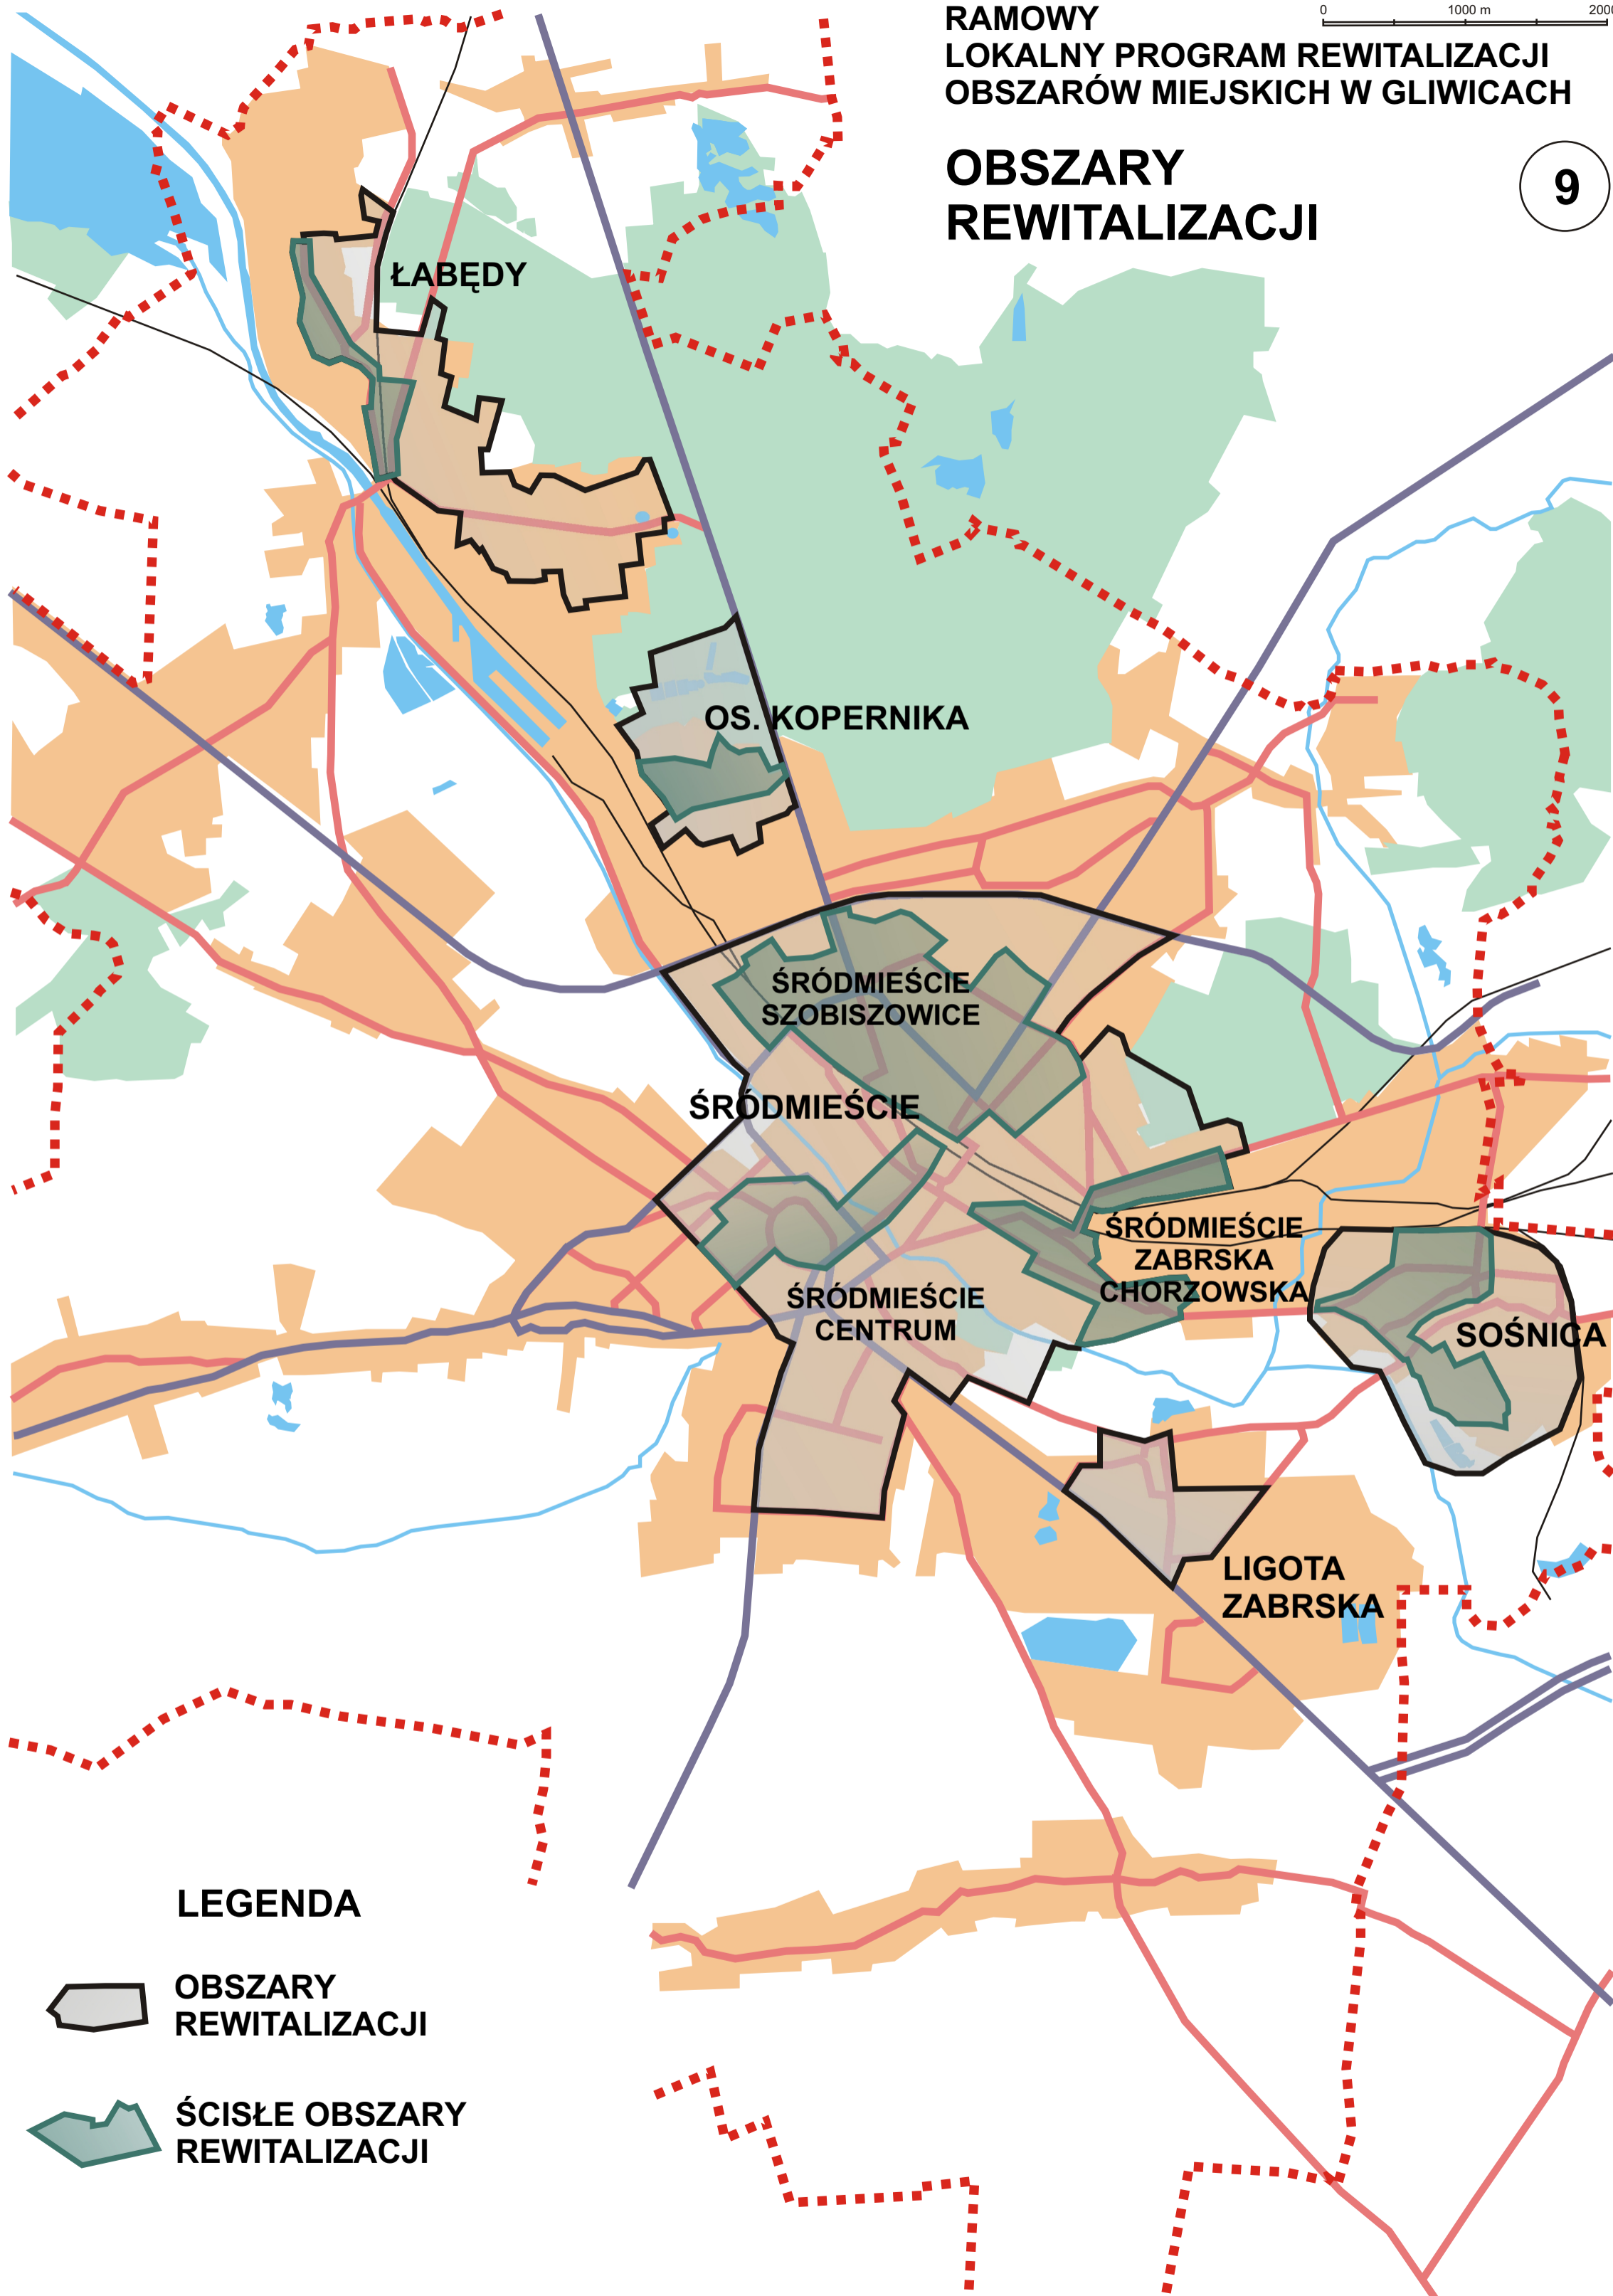 RAMOWY
LOKALNY PROGRAM REWITALIZACJI
OBSZARÓW MIEJSKICH W GLIWICACH
0 1000 m 2000
OBSZARY
REWITALIZACJI
9
ŁABĘDY
OS. KOPERNIKA
ŚRÓDMIEŚCIE
SZOBISZOWICE
ŚRÓDMIEŚCIE
ŚRÓDMIEŚCIE
ZABRSKA
CHORZOWSKA
ŚRÓDMIEŚCIE
CENTRUM
SOŚNICA
LIGOTA
ZABRSKA
LEGENDA
OBSZARY
REWITALIZACJI
ŚCISŁE OBSZARY
REWITALIZACJI